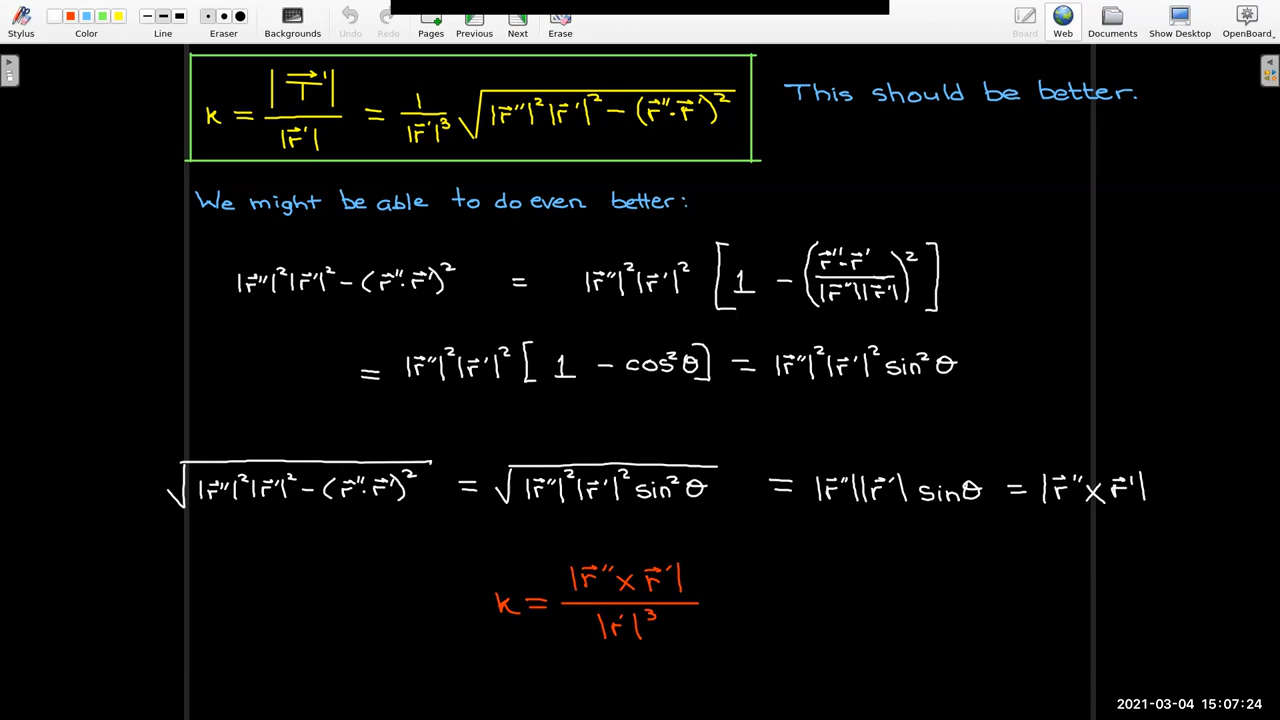 Stylus Color Line Eraser Backgrounds Undo Redo Pages Previous Next Erase Board Web Documents Show Desktop OpenBoard
κ = |T⃗'| / |r⃗'| = 1/|r⃗'|³ √(|r⃗''|²|r⃗'|² − (r⃗''·r⃗')²) This should be better.
We might be able to do even better:
|r⃗''|²|r⃗'|² − (r⃗''·r⃗')² = |r⃗''|²|r⃗'|² [1 − (r⃗''·r⃗' / |r⃗''||r⃗'|)²]
= |r⃗''|²|r⃗'|² [1 − cos²θ] = |r⃗''|²|r⃗'|² sin²θ
√(|r⃗''|²|r⃗'|² − (r⃗''·r⃗')²) = √(|r⃗''|²|r⃗'|² sin²θ) = |r⃗''||r⃗'| sinθ = |r⃗'' × r⃗'|
κ = |r⃗'' × r⃗'| / |r'|³
2021-03-04 15:07:24